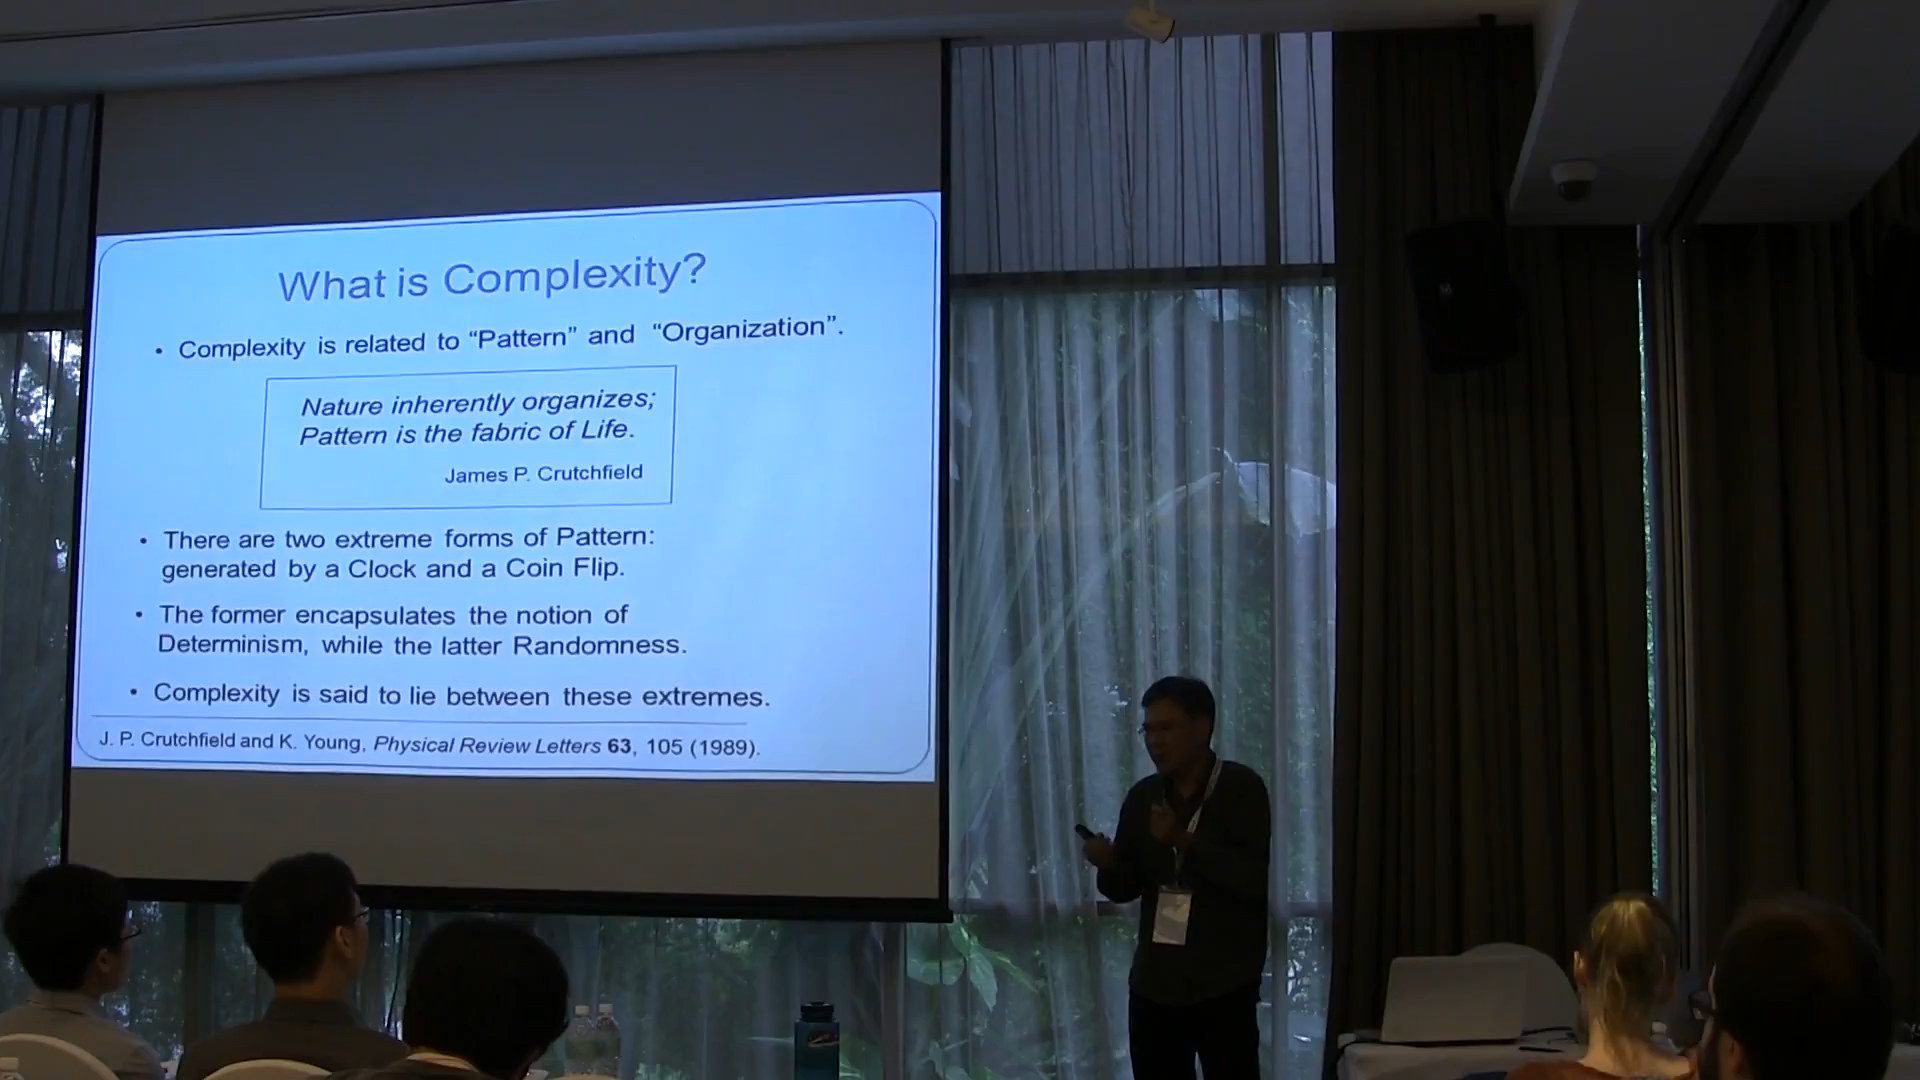 What is Complexity?
• Complexity is related to “Pattern” and “Organization”.
Nature inherently organizes;
Pattern is the fabric of Life.
James P. Crutchfield
• There are two extreme forms of Pattern:
generated by a Clock and a Coin Flip.
• The former encapsulates the notion of
Determinism, while the latter Randomness.
• Complexity is said to lie between these extremes.
J. P. Crutchfield and K. Young, Physical Review Letters 63, 105 (1989).